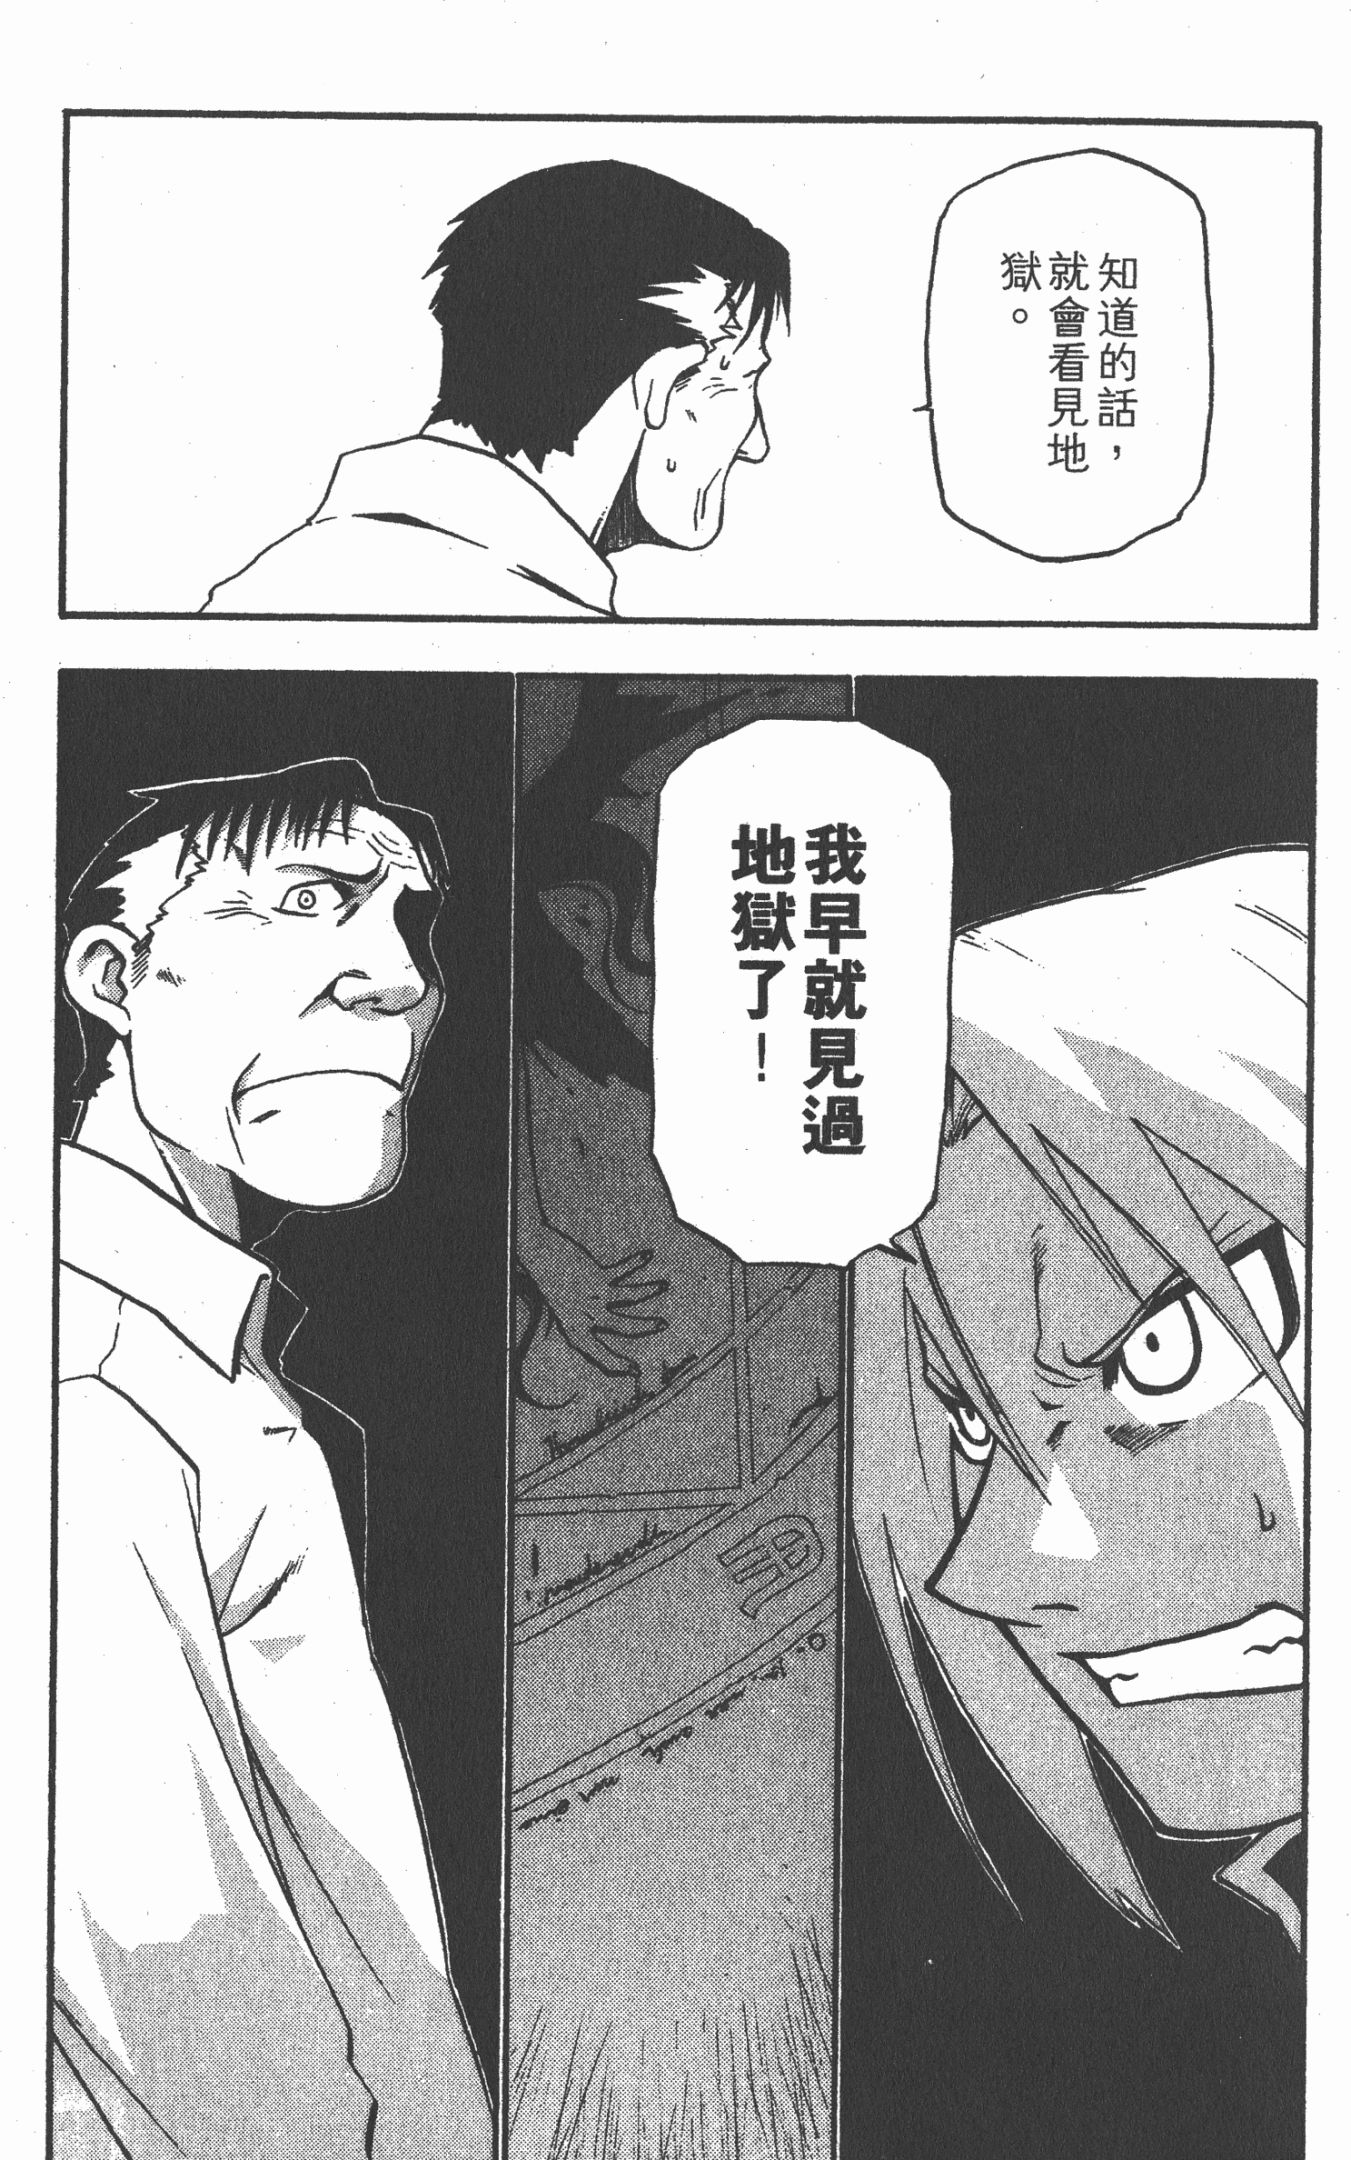 知道的話，
就會看見地
獄。
我早就見過
地獄了！